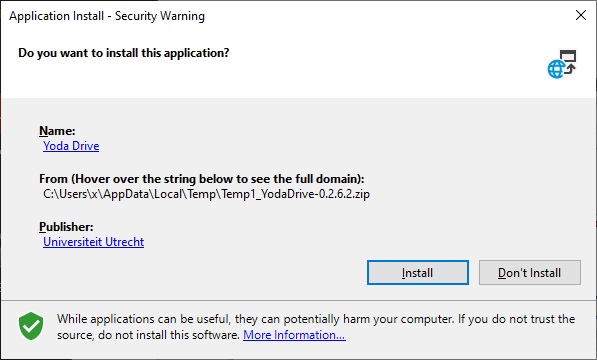 Application Install - Security Warning
Do you want to install this application?
Name:
Yoda Drive
From (Hover over the string below to see the full domain):
C:\Users\x\AppData\Local\Temp\Temp1_YodaDrive-0.2.6.2.zip
Publisher:
Universiteit Utrecht
Install
Don't Install
While applications can be useful, they can potentially harm your computer. If you do not trust the
source, do not install this software. More Information...